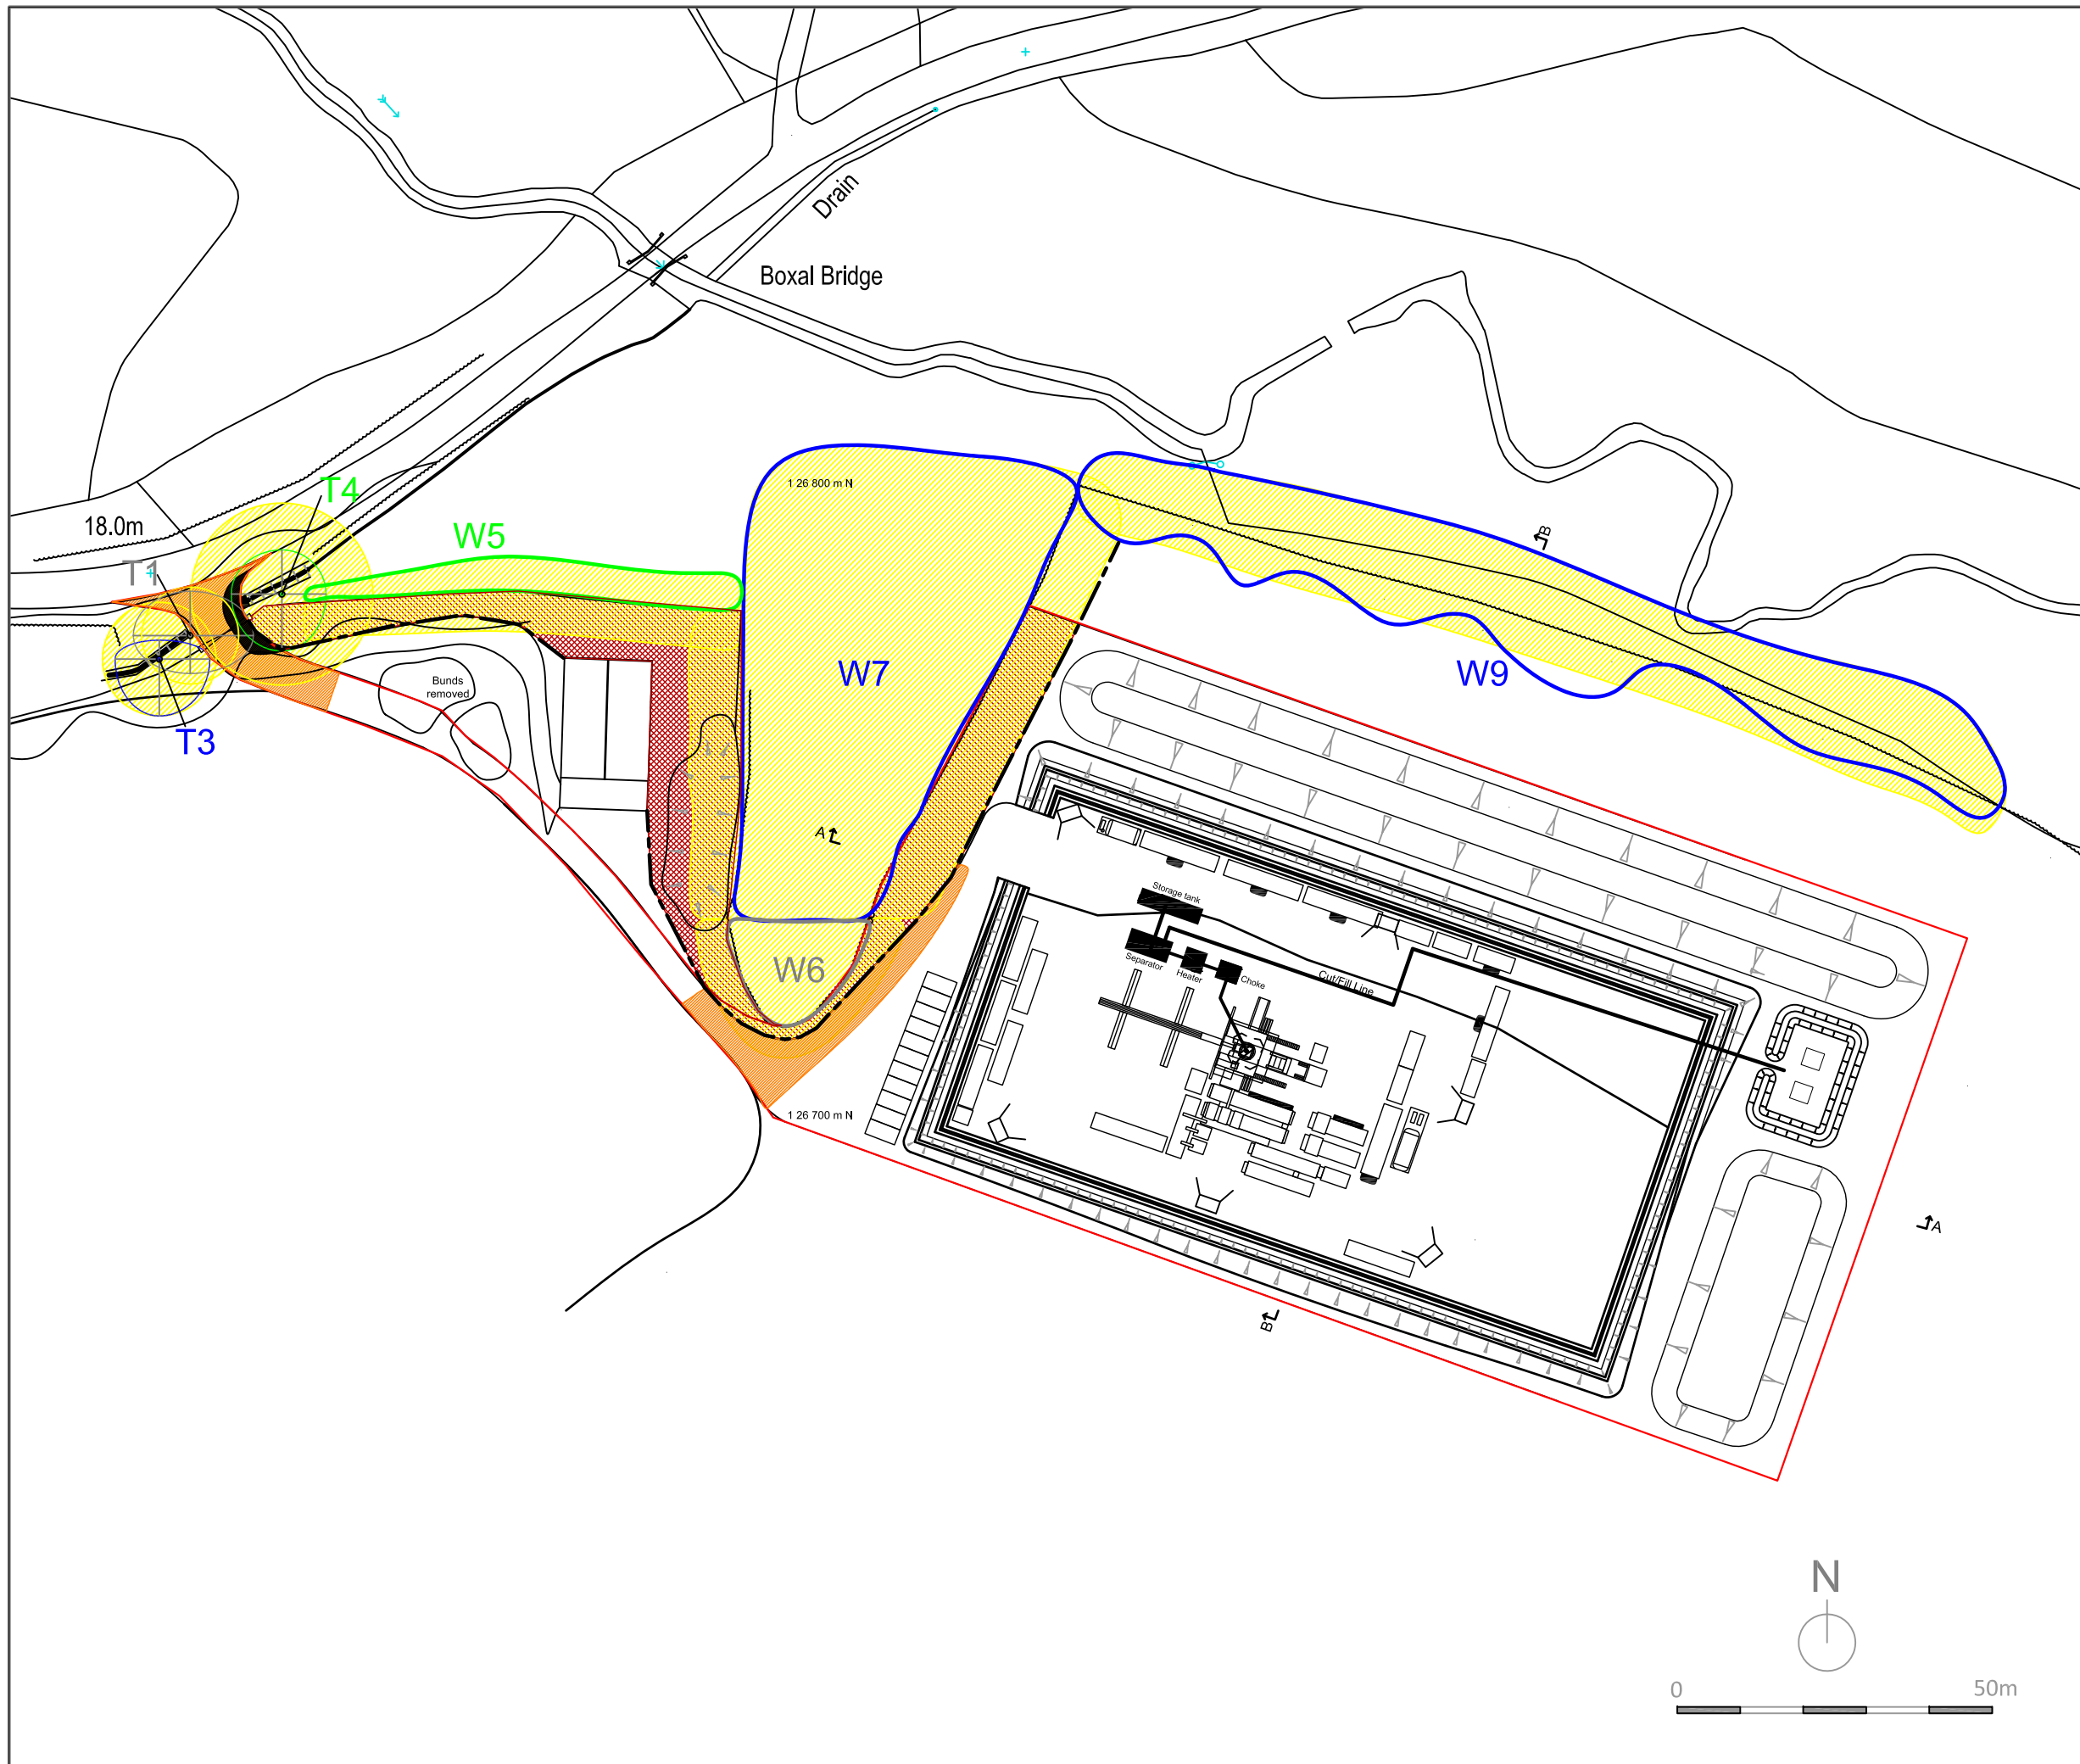 Drain
Boxal Bridge
T4
1 26 800 m N
18.0m
W5
B
T1
W7
W9
Bunds
removed
T3
A
Storage tank
W6
Separator
Heater
Choke
Cut/Fill Line
1 26 700 m N
A
B
N
0
50m